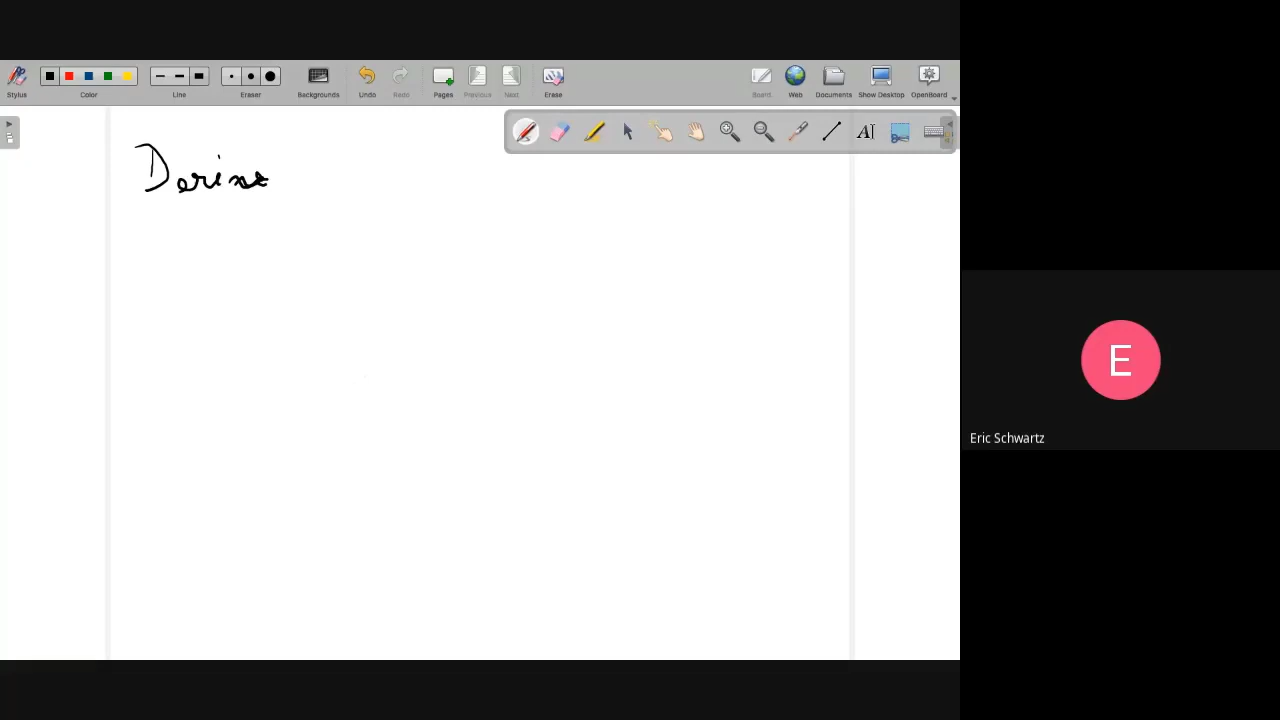 Stylus Color Line Eraser Backgrounds Undo Redo Pages Previous Next Erase Board Web Documents Show Desktop OpenBoard
AI
E
Eric Schwartz